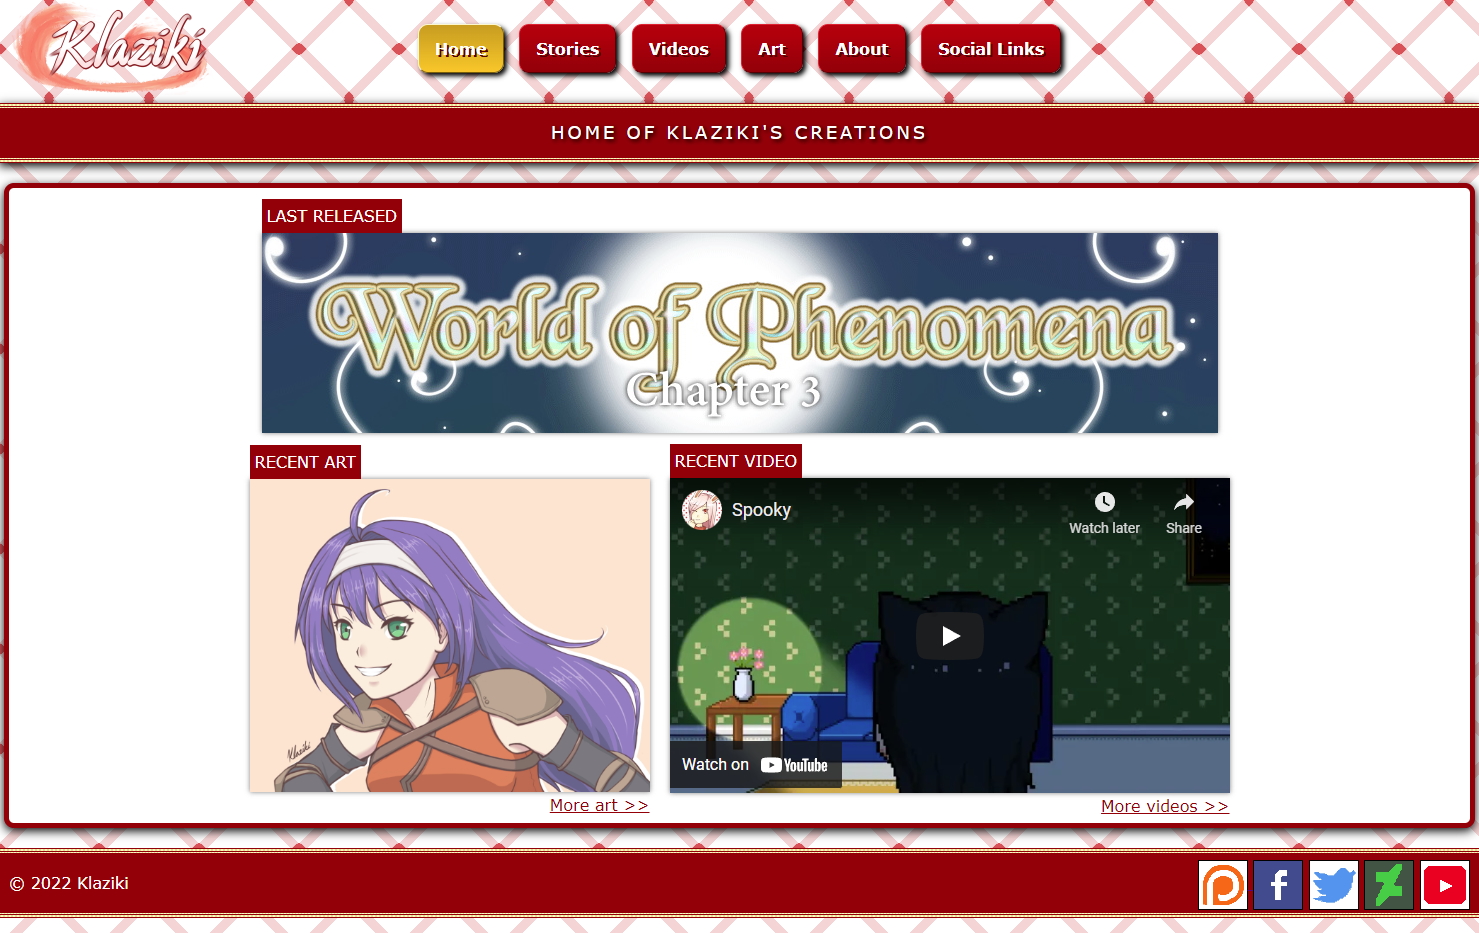 Klaziki
Home
Stories
Videos
Art
About
Social Links
HOME OF KLAZIKI'S CREATIONS
LAST RELEASED
World of Phenomena
Chapter 3
RECENT ART
Klaziki
More art >>
RECENT VIDEO
Spooky
Watch later
Share
Watch on YouTube
More videos >>
© 2022 Klaziki